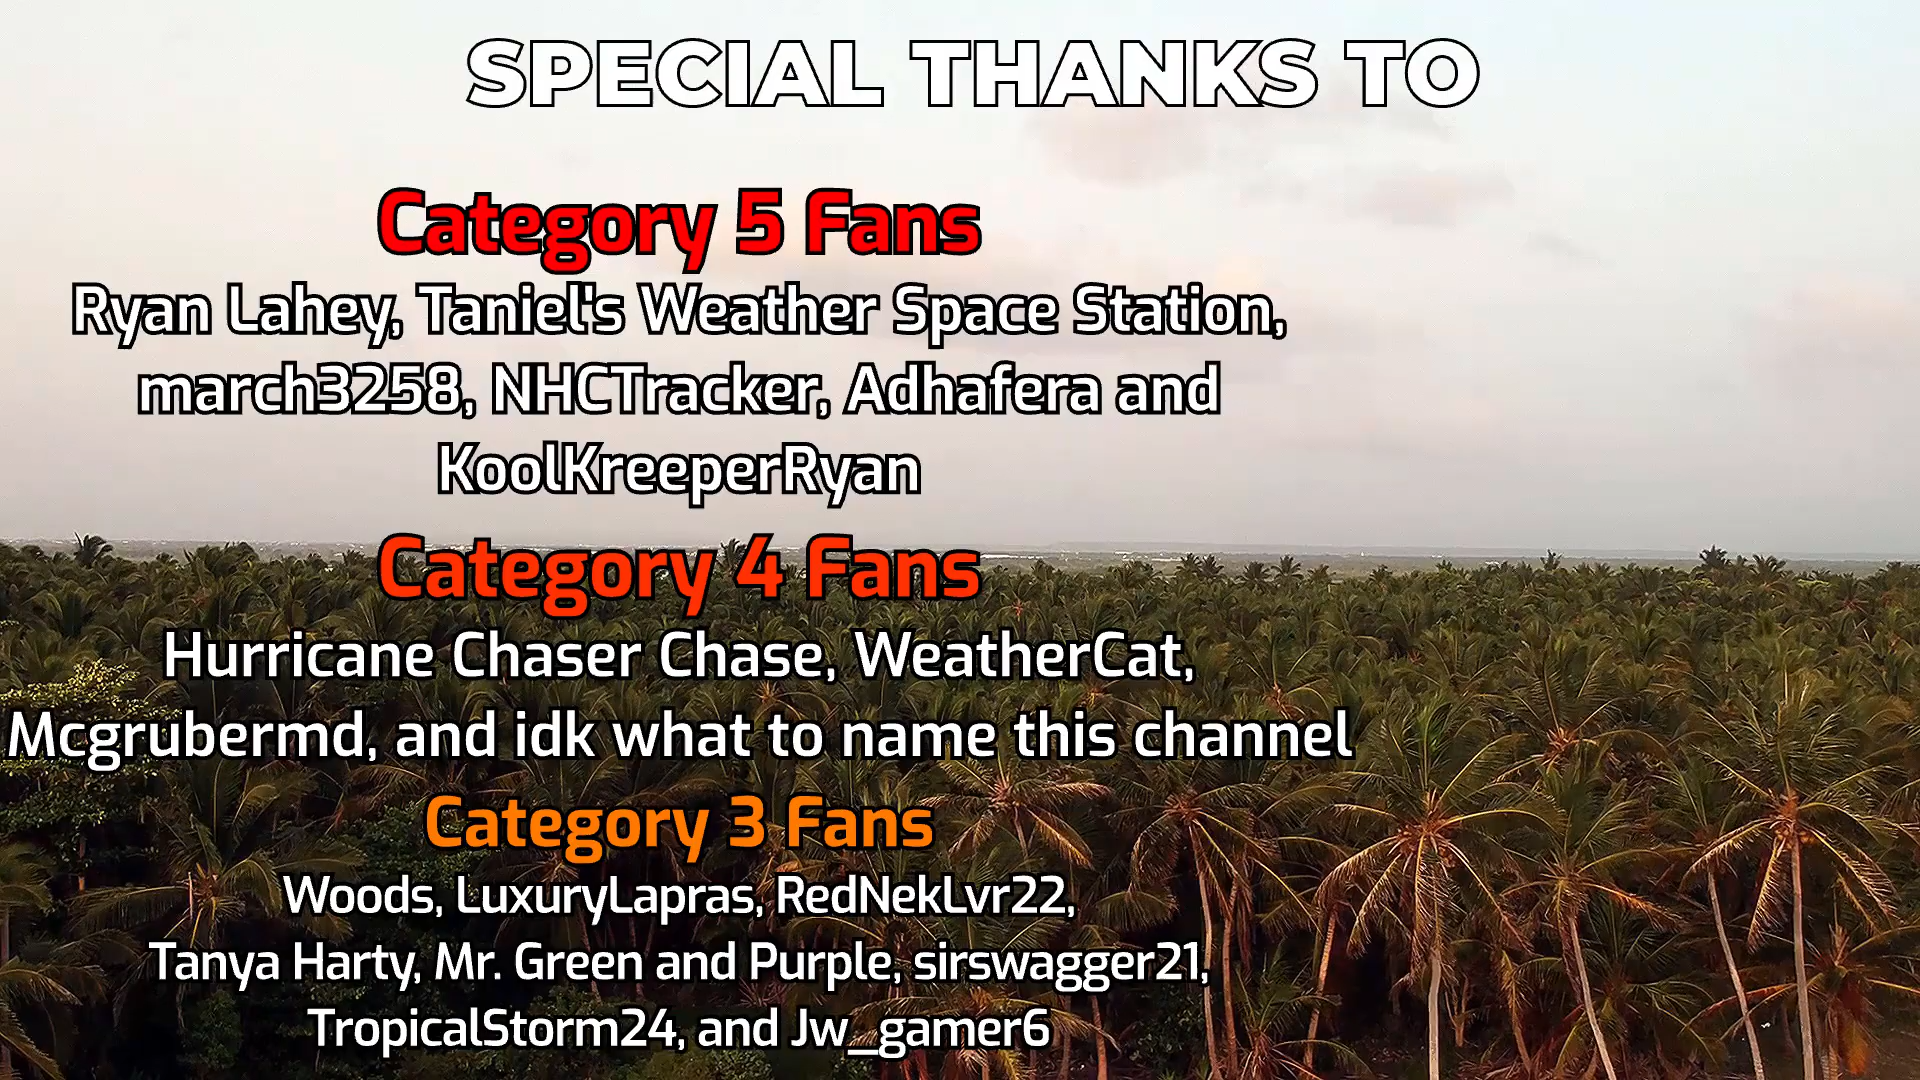 SPECIAL THANKS TO
Category 5 Fans
Ryan Lahey, Taniel's Weather Space Station,
march3258, NHCTracker, Adhafera and
KoolKreeperRyan
Category 4 Fans
Hurricane Chaser Chase, WeatherCat,
Mcgrubermd, and idk what to name this channel
Category 3 Fans
Woods, LuxuryLapras, RedNekLvr22,
Tanya Harty, Mr. Green and Purple, sirswagger21,
TropicalStorm24, and Jw_gamer6